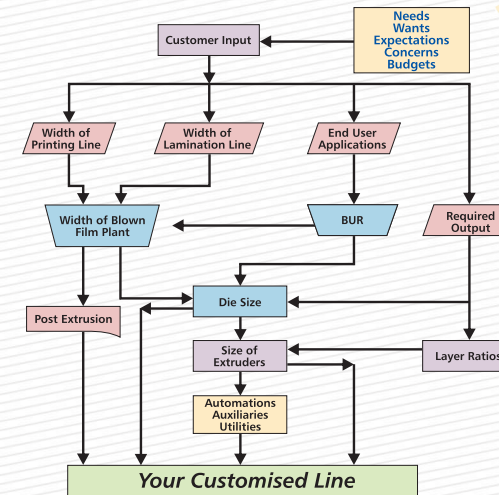 Needs
Wants
Expectations
Concerns
Budgets
Customer Input
Width of
Printing Line
Width of
Lamination Line
End User
Applications
Width of Blown
Film Plant
BUR
Required
Output
Post Extrusion
Die Size
Size of
Extruders
Layer Ratios
Automations
Auxiliaries
Utilities
Your Customised Line